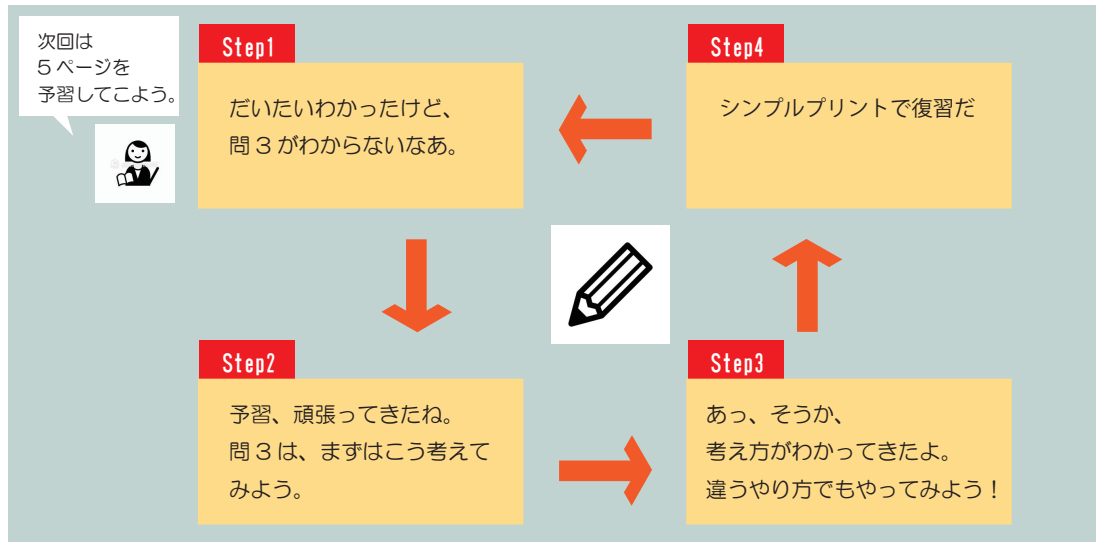 次回は
5ページを
予習してこよう。
Step1
だいたいわかったけど、
問3がわからないなあ。
Step2
予習、頑張ってきたね。
問3は、まずはこう考えて
みよう。
Step3
あっ、そうか、
考え方がわかってきたよ。
違うやり方でもやってみよう！
Step4
シンプルプリントで復習だ